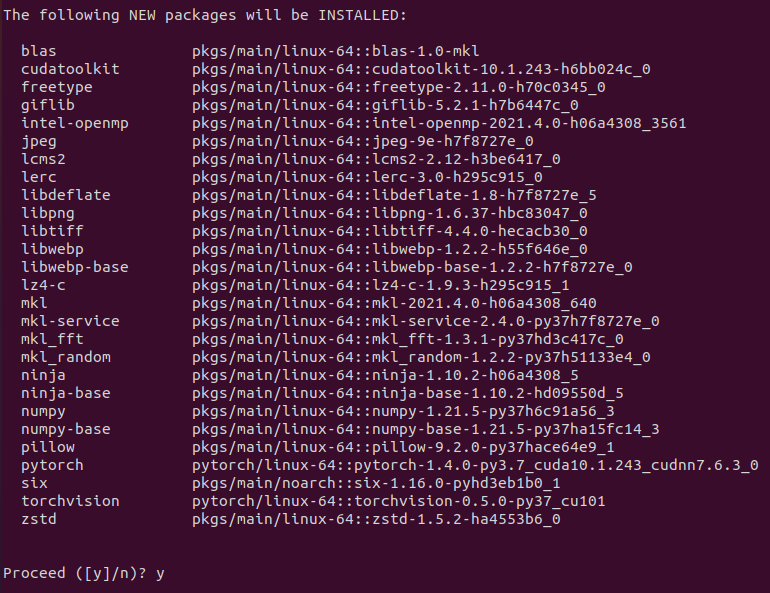 The following NEW packages will be INSTALLED:
blas pkgs/main/linux-64::blas-1.0-mkl
cudatoolkit pkgs/main/linux-64::cudatoolkit-10.1.243-h6bb024c_0
freetype pkgs/main/linux-64::freetype-2.11.0-h70c0345_0
giflib pkgs/main/linux-64::giflib-5.2.1-h7b6447c_0
intel-openmp pkgs/main/linux-64::intel-openmp-2021.4.0-h06a4308_3561
jpeg pkgs/main/linux-64::jpeg-9e-h7f8727e_0
lcms2 pkgs/main/linux-64::lcms2-2.12-h3be6417_0
lerc pkgs/main/linux-64::lerc-3.0-h295c915_0
libdeflate pkgs/main/linux-64::libdeflate-1.8-h7f8727e_5
libpng pkgs/main/linux-64::libpng-1.6.37-hbc83047_0
libtiff pkgs/main/linux-64::libtiff-4.4.0-hecacb30_0
libwebp pkgs/main/linux-64::libwebp-1.2.2-h55f646e_0
libwebp-base pkgs/main/linux-64::libwebp-base-1.2.2-h7f8727e_0
lz4-c pkgs/main/linux-64::lz4-c-1.9.3-h295c915_1
mkl pkgs/main/linux-64::mkl-2021.4.0-h06a4308_640
mkl-service pkgs/main/linux-64::mkl-service-2.4.0-py37h7f8727e_0
mkl_fft pkgs/main/linux-64::mkl_fft-1.3.1-py37hd3c417c_0
mkl_random pkgs/main/linux-64::mkl_random-1.2.2-py37h51133e4_0
ninja pkgs/main/linux-64::ninja-1.10.2-h06a4308_5
ninja-base pkgs/main/linux-64::ninja-base-1.10.2-hd09550d_5
numpy pkgs/main/linux-64::numpy-1.21.5-py37h6c91a56_3
numpy-base pkgs/main/linux-64::numpy-base-1.21.5-py37ha15fc14_3
pillow pkgs/main/linux-64::pillow-9.2.0-py37hace64e9_1
pytorch pytorch/linux-64::pytorch-1.4.0-py3.7_cuda10.1.243_cudnn7.6.3_0
six pkgs/main/noarch::six-1.16.0-pyhd3eb1b0_1
torchvision pytorch/linux-64::torchvision-0.5.0-py37_cu101
zstd pkgs/main/linux-64::zstd-1.5.2-ha4553b6_0
Proceed ([y]/n)? y